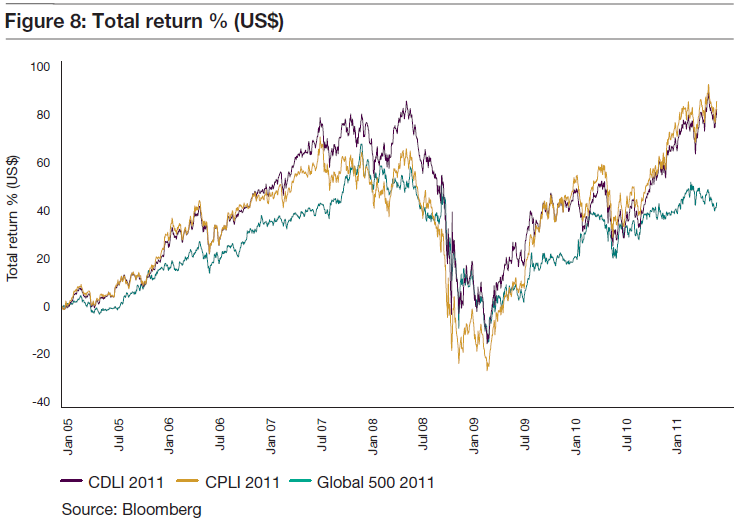 Figure 8: Total return % (US$)
100
80
60
40
20
0
-20
-40
Total return % (US$)
Jan 05
Jul 05
Jan 06
Jul 06
Jan 07
Jul 07
Jan 08
Jul 08
Jan 09
Jul 09
Jan 10
Jul 10
Jan 11
CDLI 2011 CPLI 2011 Global 500 2011
Source: Bloomberg